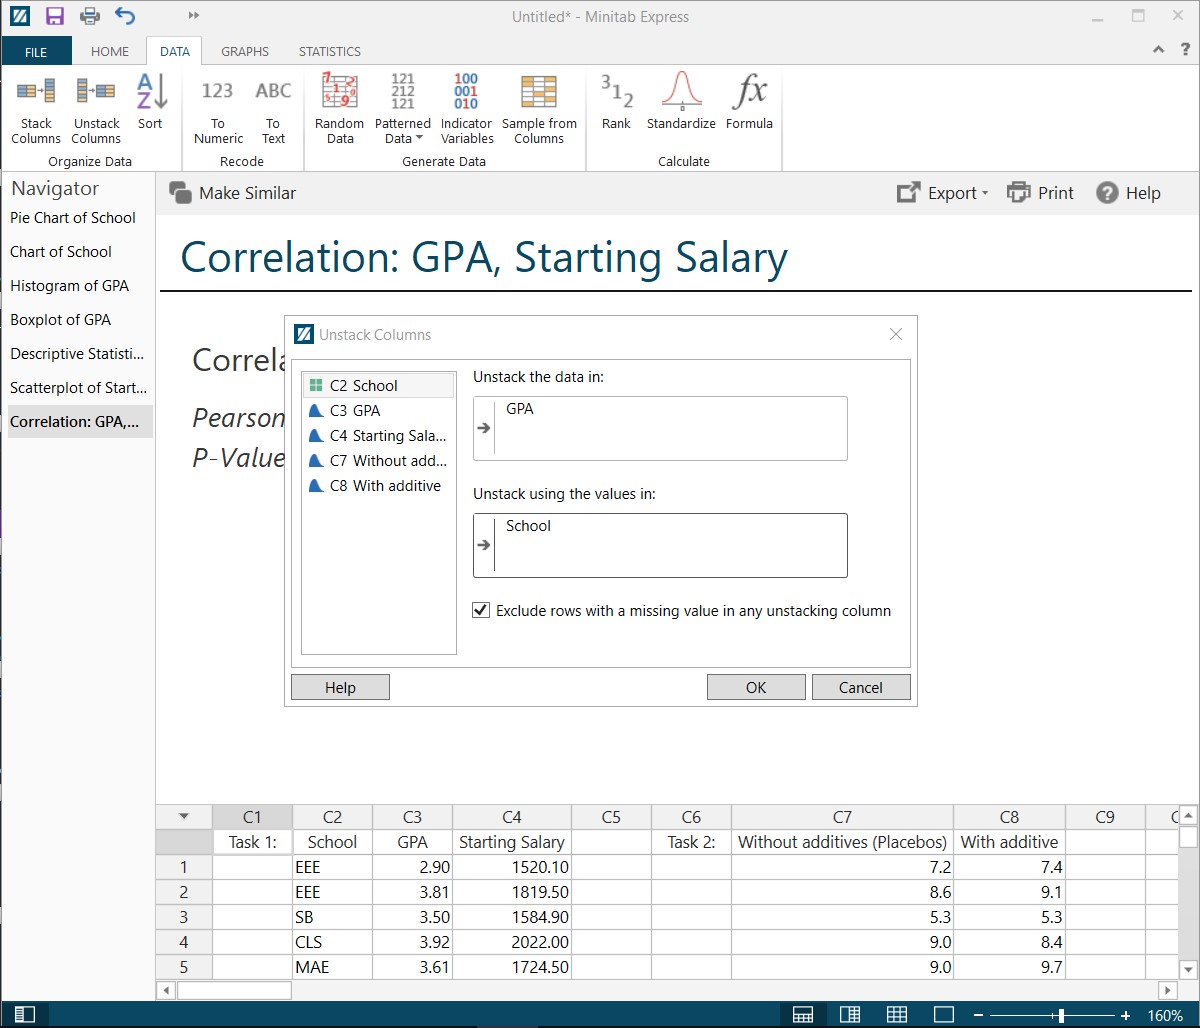 Untitled* - Minitab Express
FILE HOME DATA GRAPHS STATISTICS
Stack Columns
Unstack Columns
Sort
Organize Data
123 To Numeric
ABC To Text
Recode
Random Data
121 212 121 Patterned Data
100 001 010 Indicator Variables
Sample from Columns
Generate Data
312 Rank
Standardize
fx Formula
Calculate
Navigator
Pie Chart of School
Chart of School
Histogram of GPA
Boxplot of GPA
Descriptive Statisti...
Scatterplot of Start...
Correlation: GPA,...
Make Similar Export Print Help
Correlation: GPA, Starting Salary
Correla
Pearson
P-Value
Unstack Columns
C2 School
C3 GPA
C4 Starting Sala...
C7 Without add...
C8 With additive
Unstack the data in:
GPA
Unstack using the values in:
School
Exclude rows with a missing value in any unstacking column
Help OK Cancel
C1 C2 C3 C4 C5 C6 C7 C8 C9
Task 1: School GPA Starting Salary Task 2: Without additives (Placebos) With additive
1 EEE 2.90 1520.10 7.2 7.4
2 EEE 3.81 1819.50 8.6 9.1
3 SB 3.50 1584.90 5.3 5.3
4 CLS 3.92 2022.00 9.0 8.4
5 MAE 3.61 1724.50 9.0 9.7
160%